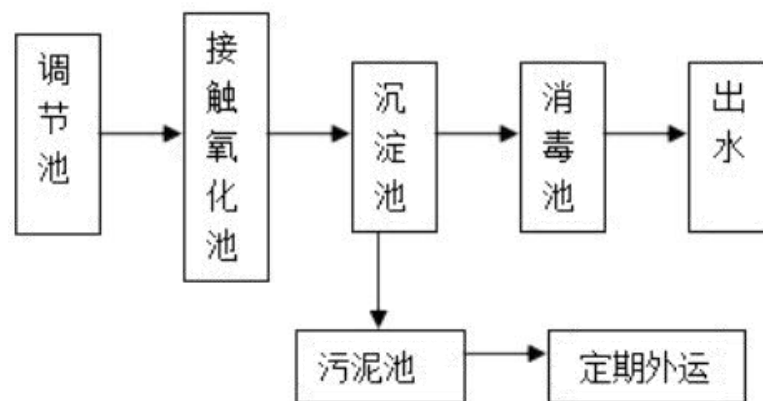 调节池
接触氧化池
沉淀池
消毒池
出水
污泥池
定期外运